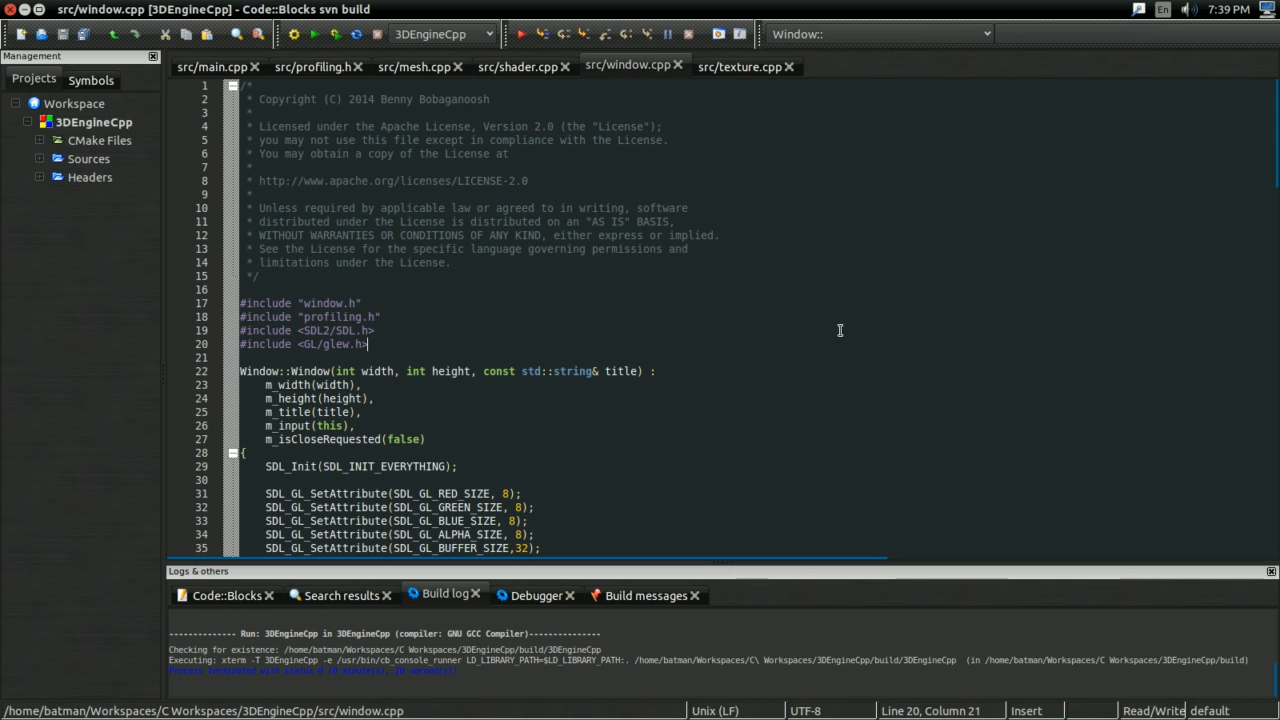 src/window.cpp [3DEngineCpp] - Code::Blocks svn build
En
7:39 PM
3DEngineCpp
Window::
Management
Projects
Symbols
Workspace
3DEngineCpp
CMake Files
Sources
Headers
src/main.cpp
src/profiling.h
src/mesh.cpp
src/shader.cpp
src/window.cpp
src/texture.cpp
1 /*
2 * Copyright (C) 2014 Benny Bobaganoosh
3 *
4 * Licensed under the Apache License, Version 2.0 (the "License");
5 * you may not use this file except in compliance with the License.
6 * You may obtain a copy of the License at
7 *
8 * http://www.apache.org/licenses/LICENSE-2.0
9 *
10 * Unless required by applicable law or agreed to in writing, software
11 * distributed under the License is distributed on an "AS IS" BASIS,
12 * WITHOUT WARRANTIES OR CONDITIONS OF ANY KIND, either express or implied.
13 * See the License for the specific language governing permissions and
14 * limitations under the License.
15 */
16
17 #include "window.h"
18 #include "profiling.h"
19 #include <SDL2/SDL.h>
20 #include <GL/glew.h>
21
22 Window::Window(int width, int height, const std::string& title) :
23 m_width(width),
24 m_height(height),
25 m_title(title),
26 m_input(this),
27 m_isCloseRequested(false)
28 {
29 SDL_Init(SDL_INIT_EVERYTHING);
30
31 SDL_GL_SetAttribute(SDL_GL_RED_SIZE, 8);
32 SDL_GL_SetAttribute(SDL_GL_GREEN_SIZE, 8);
33 SDL_GL_SetAttribute(SDL_GL_BLUE_SIZE, 8);
34 SDL_GL_SetAttribute(SDL_GL_ALPHA_SIZE, 8);
35 SDL_GL_SetAttribute(SDL_GL_BUFFER_SIZE,32);
Logs & others
Code::Blocks
Search results
Build log
Debugger
Build messages
-------------- Run: 3DEngineCpp in 3DEngineCpp (compiler: GNU GCC Compiler)---------------
Checking for existence: /home/batman/Workspaces/C Workspaces/3DEngineCpp/build/3DEngineCpp
Executing: xterm -T 3DEngineCpp -e /usr/bin/cb_console_runner LD_LIBRARY_PATH=$LD_LIBRARY_PATH:. /home/batman/Workspaces/C\ Workspaces/3DEngineCpp/build/3DEngineCpp (in /home/batman/Workspaces/C Workspaces/3DEngineCpp/build)
Process terminated with status 0
/home/batman/Workspaces/C Workspaces/3DEngineCpp/src/window.cpp
Unix (LF)
UTF-8
Line 20, Column 21
Insert
Read/Write
default